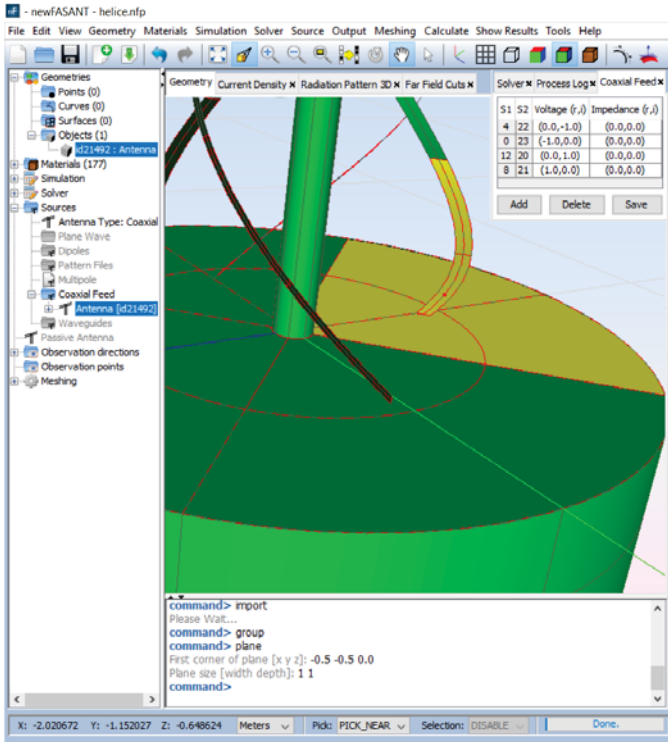 - newFASANT - helice.nfp
File Edit View Geometry Materials Simulation Solver Source Output Meshing Calculate Show Results Tools Help
Geometries
Points (0)
Curves (0)
Surfaces (0)
Objects (1)
id21492 : Antenna
Materials (177)
Simulation
Solver
Sources
Antenna Type: Coaxial
Plane Wave
Dipoles
Pattern Files
Multipole
Coaxial Feed
Antenna [id21492]
Waveguides
Passive Antenna
Observation directions
Observation points
Meshing
Geometry Current Density Radiation Pattern 3D Far Field Cuts
Solver Process Log Coaxial Feed
S1 S2 Voltage (r,i) Impedance (r,i)
4 22 (0.0,-1.0) (0.0,0.0)
0 23 (-1.0,0.0) (0.0,0.0)
12 20 (0.0,1.0) (0.0,0.0)
8 21 (1.0,0.0) (0.0,0.0)
Add Delete Save
command> import
Please Wait...
command> group
command> plane
First corner of plane [x y z]: -0.5 -0.5 0.0
Plane size [width depth]: 1 1
command>
X: -2.020672 Y: -1.152027 Z: -0.648624 Meters Pick: PICK_NEAR Selection: DISABLE Done.